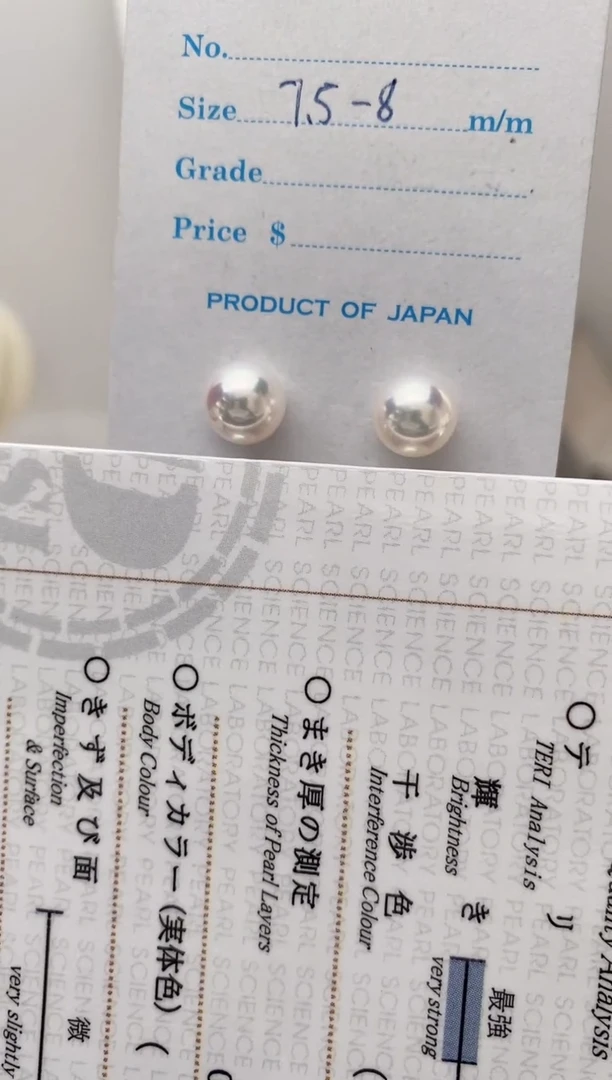 No.
Size 7.5-8 m/m
Grade
Price $
PRODUCT OF JAPAN
Analysis
○テリ
TERI Analysis
輝き
Brightness
最強
very strong
干渉色
Interference Colour
(
○まき厚の測定
Thickness of Pearl Layers
○ボディカラー(実体色) (
Body Colour
○きず及び面
Imperfection
& Surface
微
very slightly
PEARL SCIENCE LABORATORY